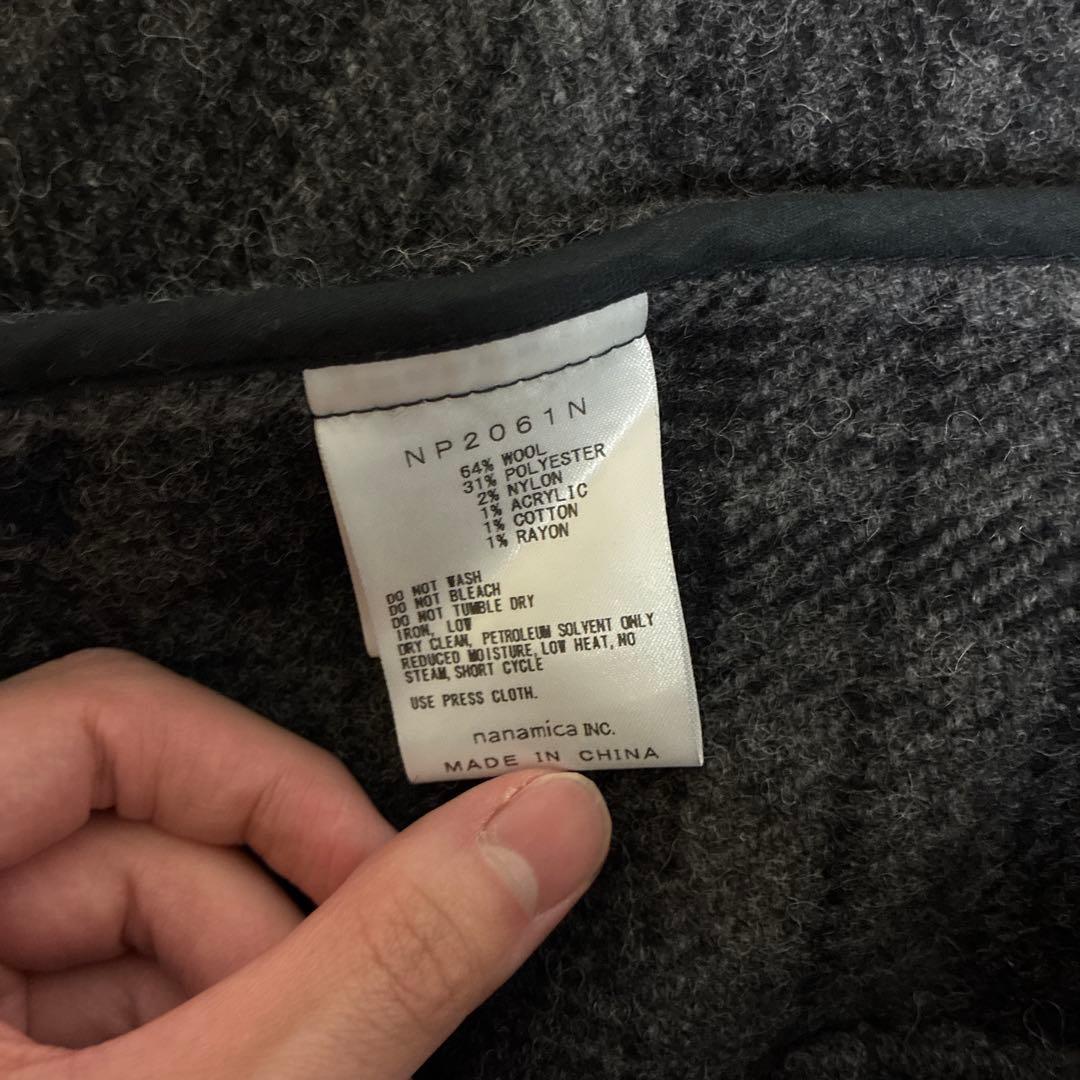 NP2061N
64% WOOL
31% POLYESTER
2% NYLON
1% ACRYLIC
1% COTTON
1% RAYON
DO NOT WASH
DO NOT BLEACH
DO NOT TUMBLE DRY
IRON, LOW
DRY CLEAN, PETROLEUM SOLVENT ONLY
REDUCED MOISTURE, LOW HEAT, NO
STEAM, SHORT CYCLE
USE PRESS CLOTH.
nanamica INC.
MADE IN CHINA